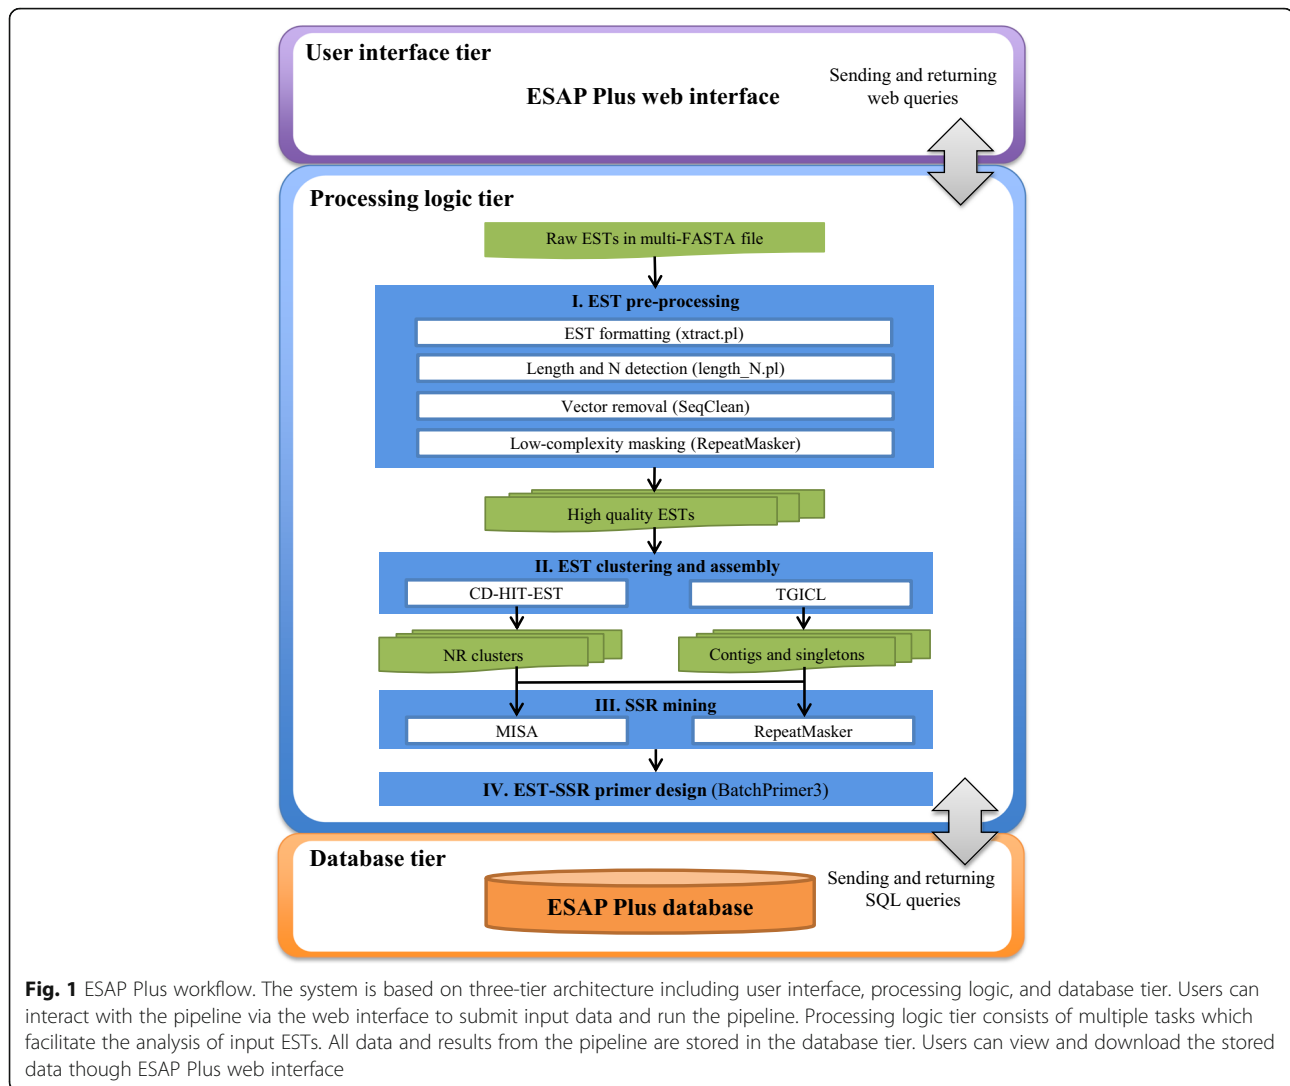 User interface tier
ESAP Plus web interface
Sending and returning
web queries
Processing logic tier
Raw ESTs in multi-FASTA file
I. EST pre-processing
EST formatting (xtract.pl)
Length and N detection (length_N.pl)
Vector removal (SeqClean)
Low-complexity masking (RepeatMasker)
High quality ESTs
II. EST clustering and assembly
CD-HIT-EST
TGICL
NR clusters
Contigs and singletons
III. SSR mining
MISA
RepeatMasker
IV. EST-SSR primer design (BatchPrimer3)
Database tier
ESAP Plus database
Sending and returning
SQL queries
Fig. 1 ESAP Plus workflow. The system is based on three-tier architecture including user interface, processing logic, and database tier. Users can
interact with the pipeline via the web interface to submit input data and run the pipeline. Processing logic tier consists of multiple tasks which
facilitate the analysis of input ESTs. All data and results from the pipeline are stored in the database tier. Users can view and download the stored
data though ESAP Plus web interface